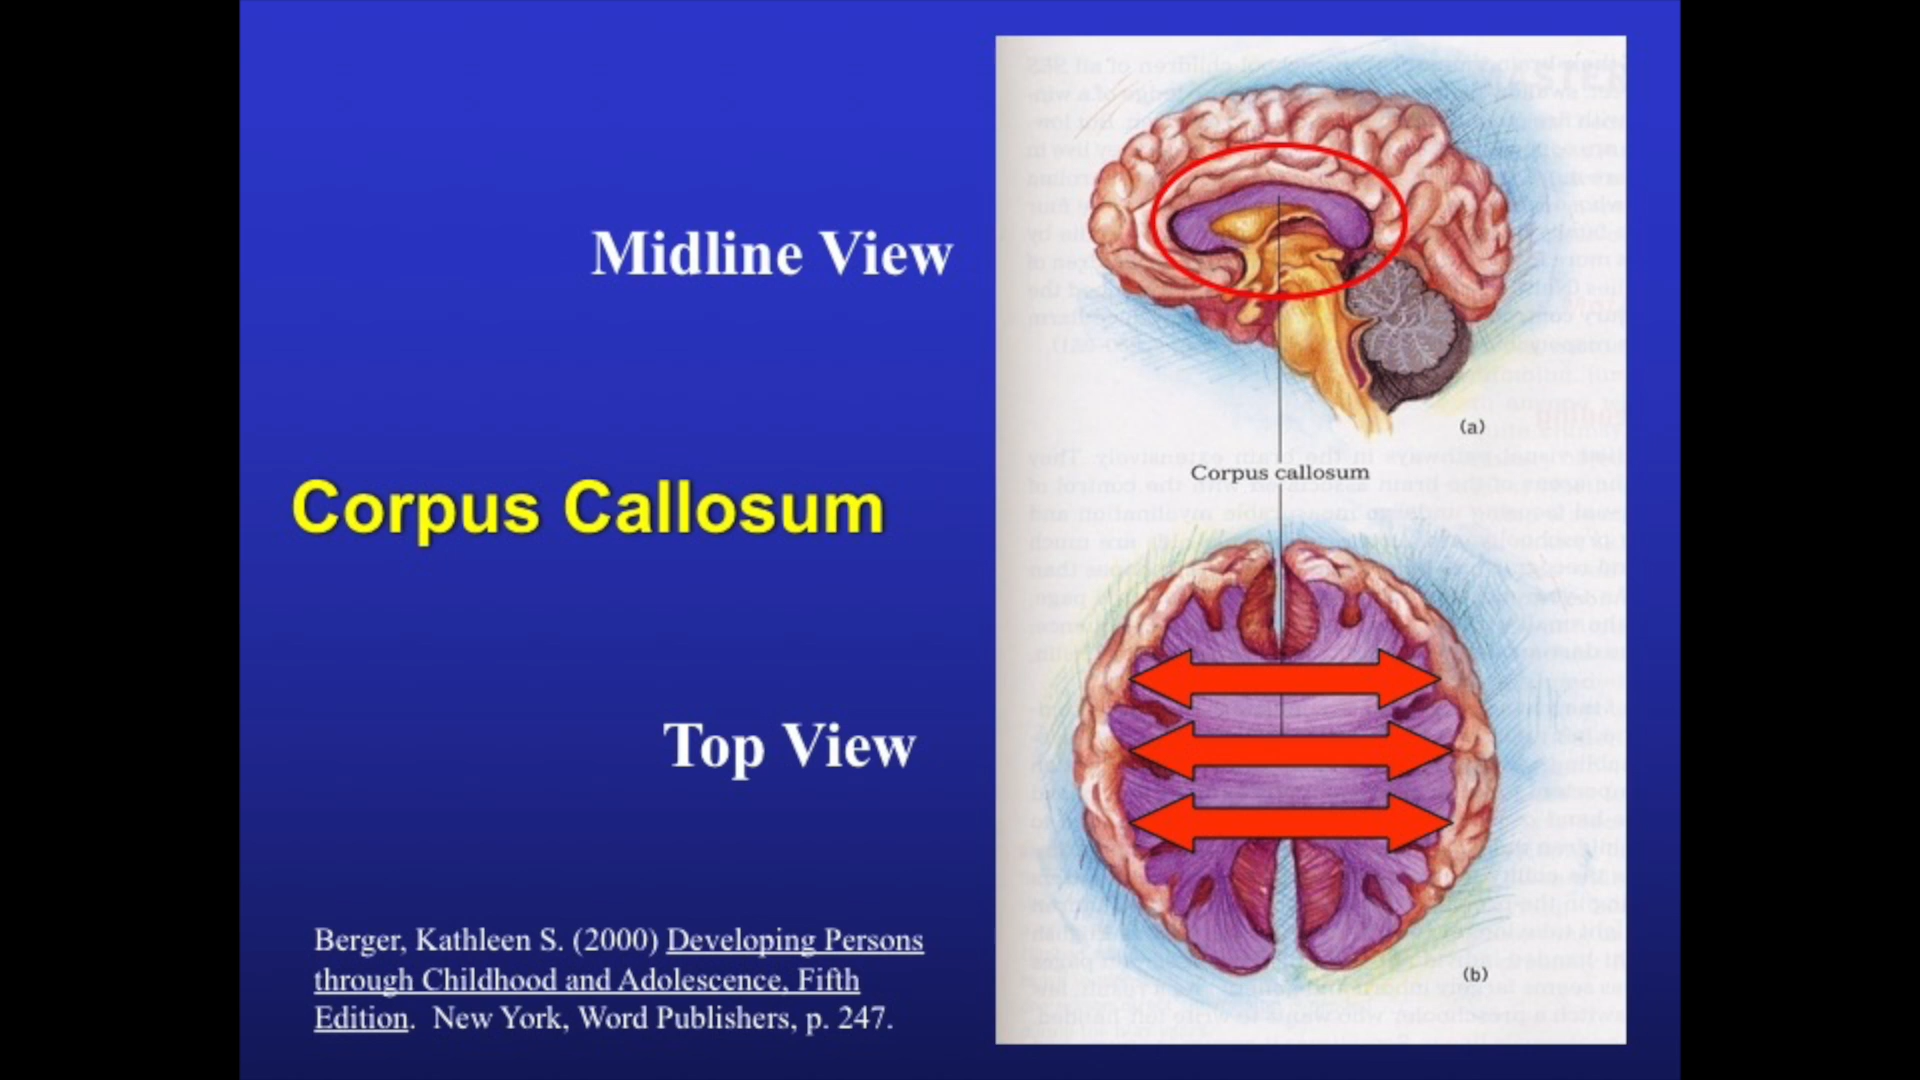 Midline View
Corpus Callosum
Top View
Berger, Kathleen S. (2000) Developing Persons
through Childhood and Adolescence, Fifth
Edition.  New York, Word Publishers, p. 247.
(a)
Corpus callosum
(b)